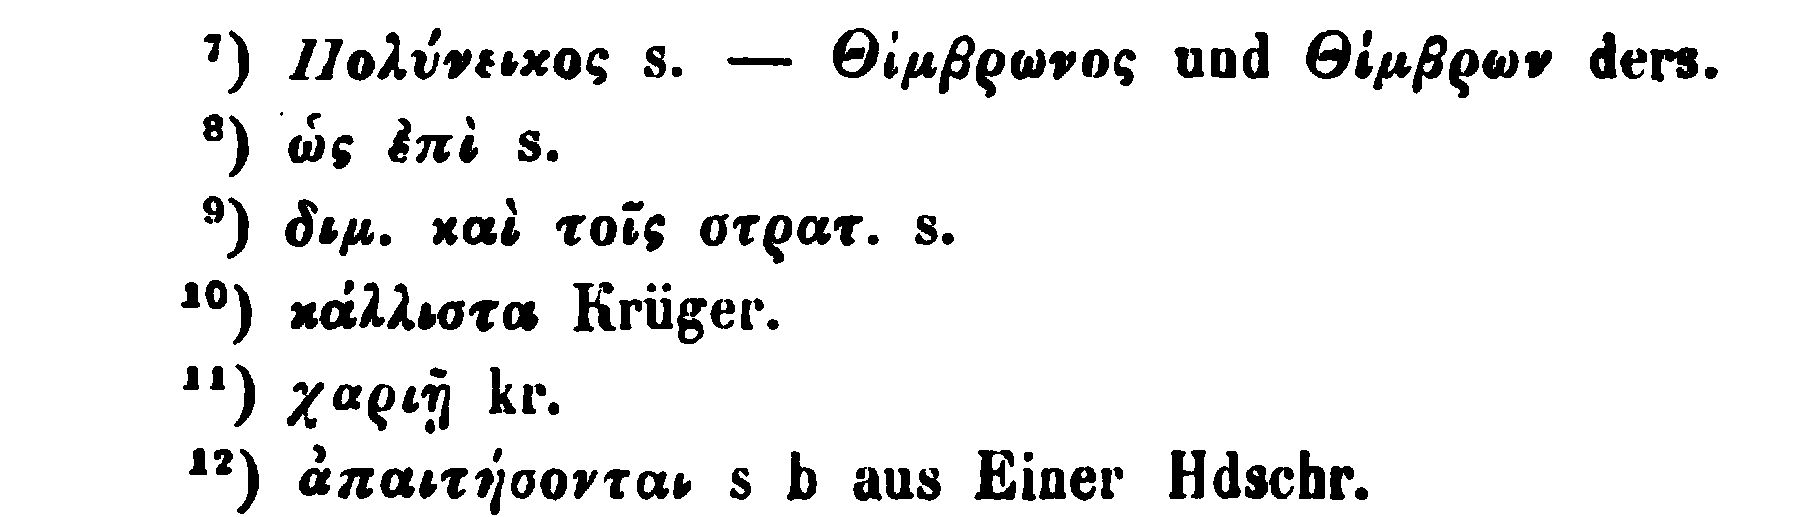 ⁷) Πολύνεικος s. — Θίμβρωνος und Θίμβρων ders.
⁸) ὡς ἐπὶ s.
⁹) διμ. καὶ τοῖς στρατ. s.
¹⁰) κάλλιστα Krüger.
¹¹) χαριῇ kr.
¹²) ἀπαιτήσονται s b aus Einer Hdschr.